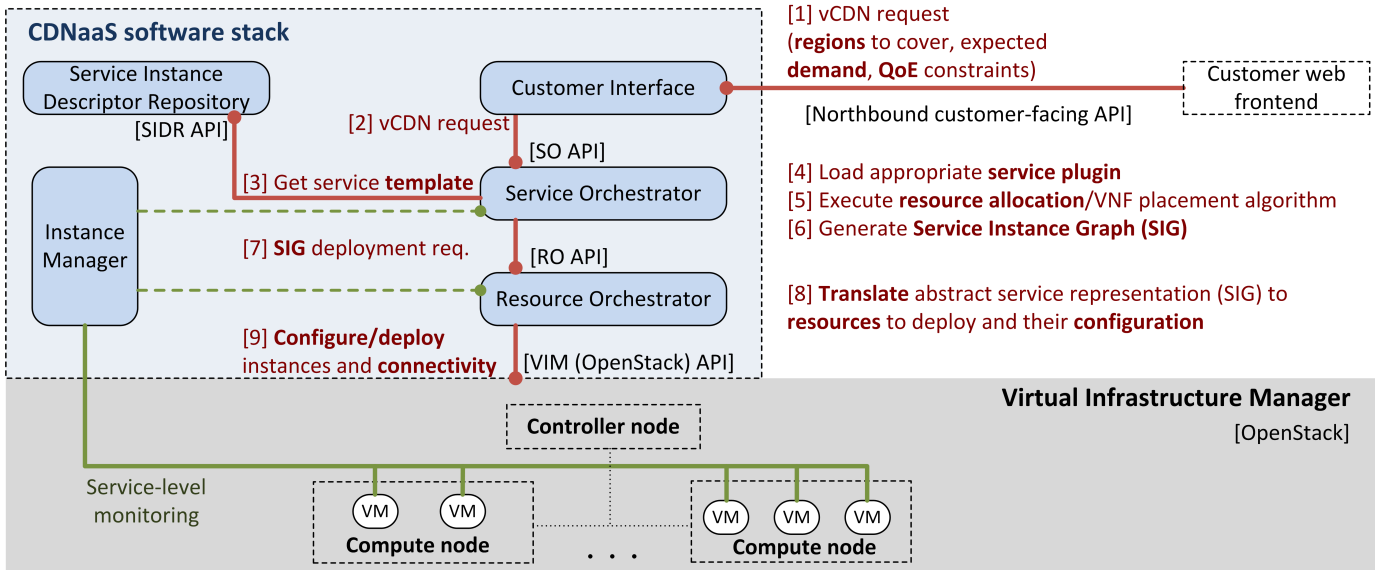 CDNaaS software stack
Service Instance
Descriptor Repository
[SIDR API]
Customer Interface
[1] vCDN request
(regions to cover, expected
demand, QoE constraints)
Customer web
frontend
[Northbound customer-facing API]
[2] vCDN request
[SO API]
[3] Get service template
Service Orchestrator
[4] Load appropriate service plugin
[5] Execute resource allocation/VNF placement algorithm
[6] Generate Service Instance Graph (SIG)
Instance
Manager
[7] SIG deployment req.
[RO API]
Resource Orchestrator
[8] Translate abstract service representation (SIG) to
resources to deploy and their configuration
[9] Configure/deploy
instances and connectivity
[VIM (OpenStack) API]
Virtual Infrastructure Manager
[OpenStack]
Controller node
Service-level
monitoring
VM
VM
Compute node
. . .
VM
VM
VM
Compute node